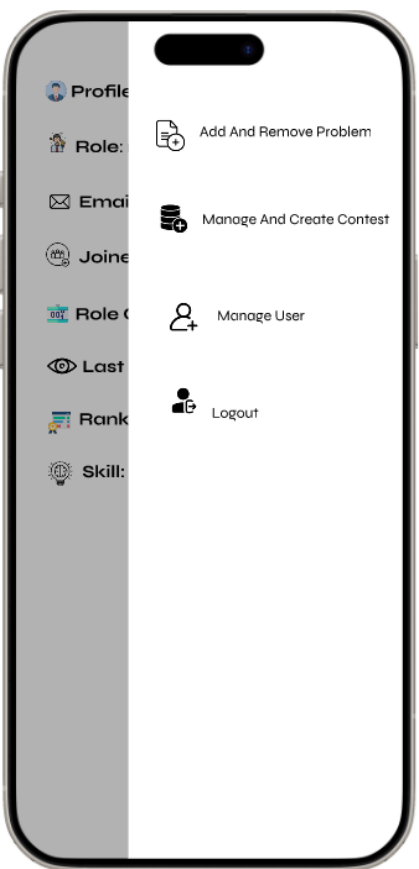 Profile
Role:
Emai
Joine
Role
Last
Rank
Skill:
Add And Remove Problem
Manage And Create Contest
Manage User
Logout